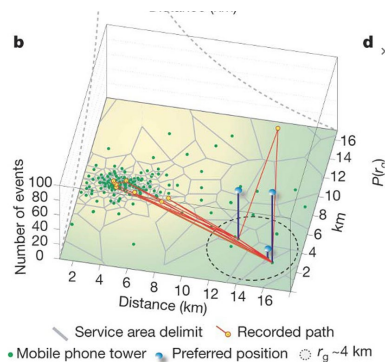 b
d
Number of events
100
80
60
40
20
0
2
4
6
8
10
12
14
16
Distance (km)
16
14
12
10
8
6
4
2
km
Service area delimit
Recorded path
Mobile phone tower
Preferred position
rg~4 km